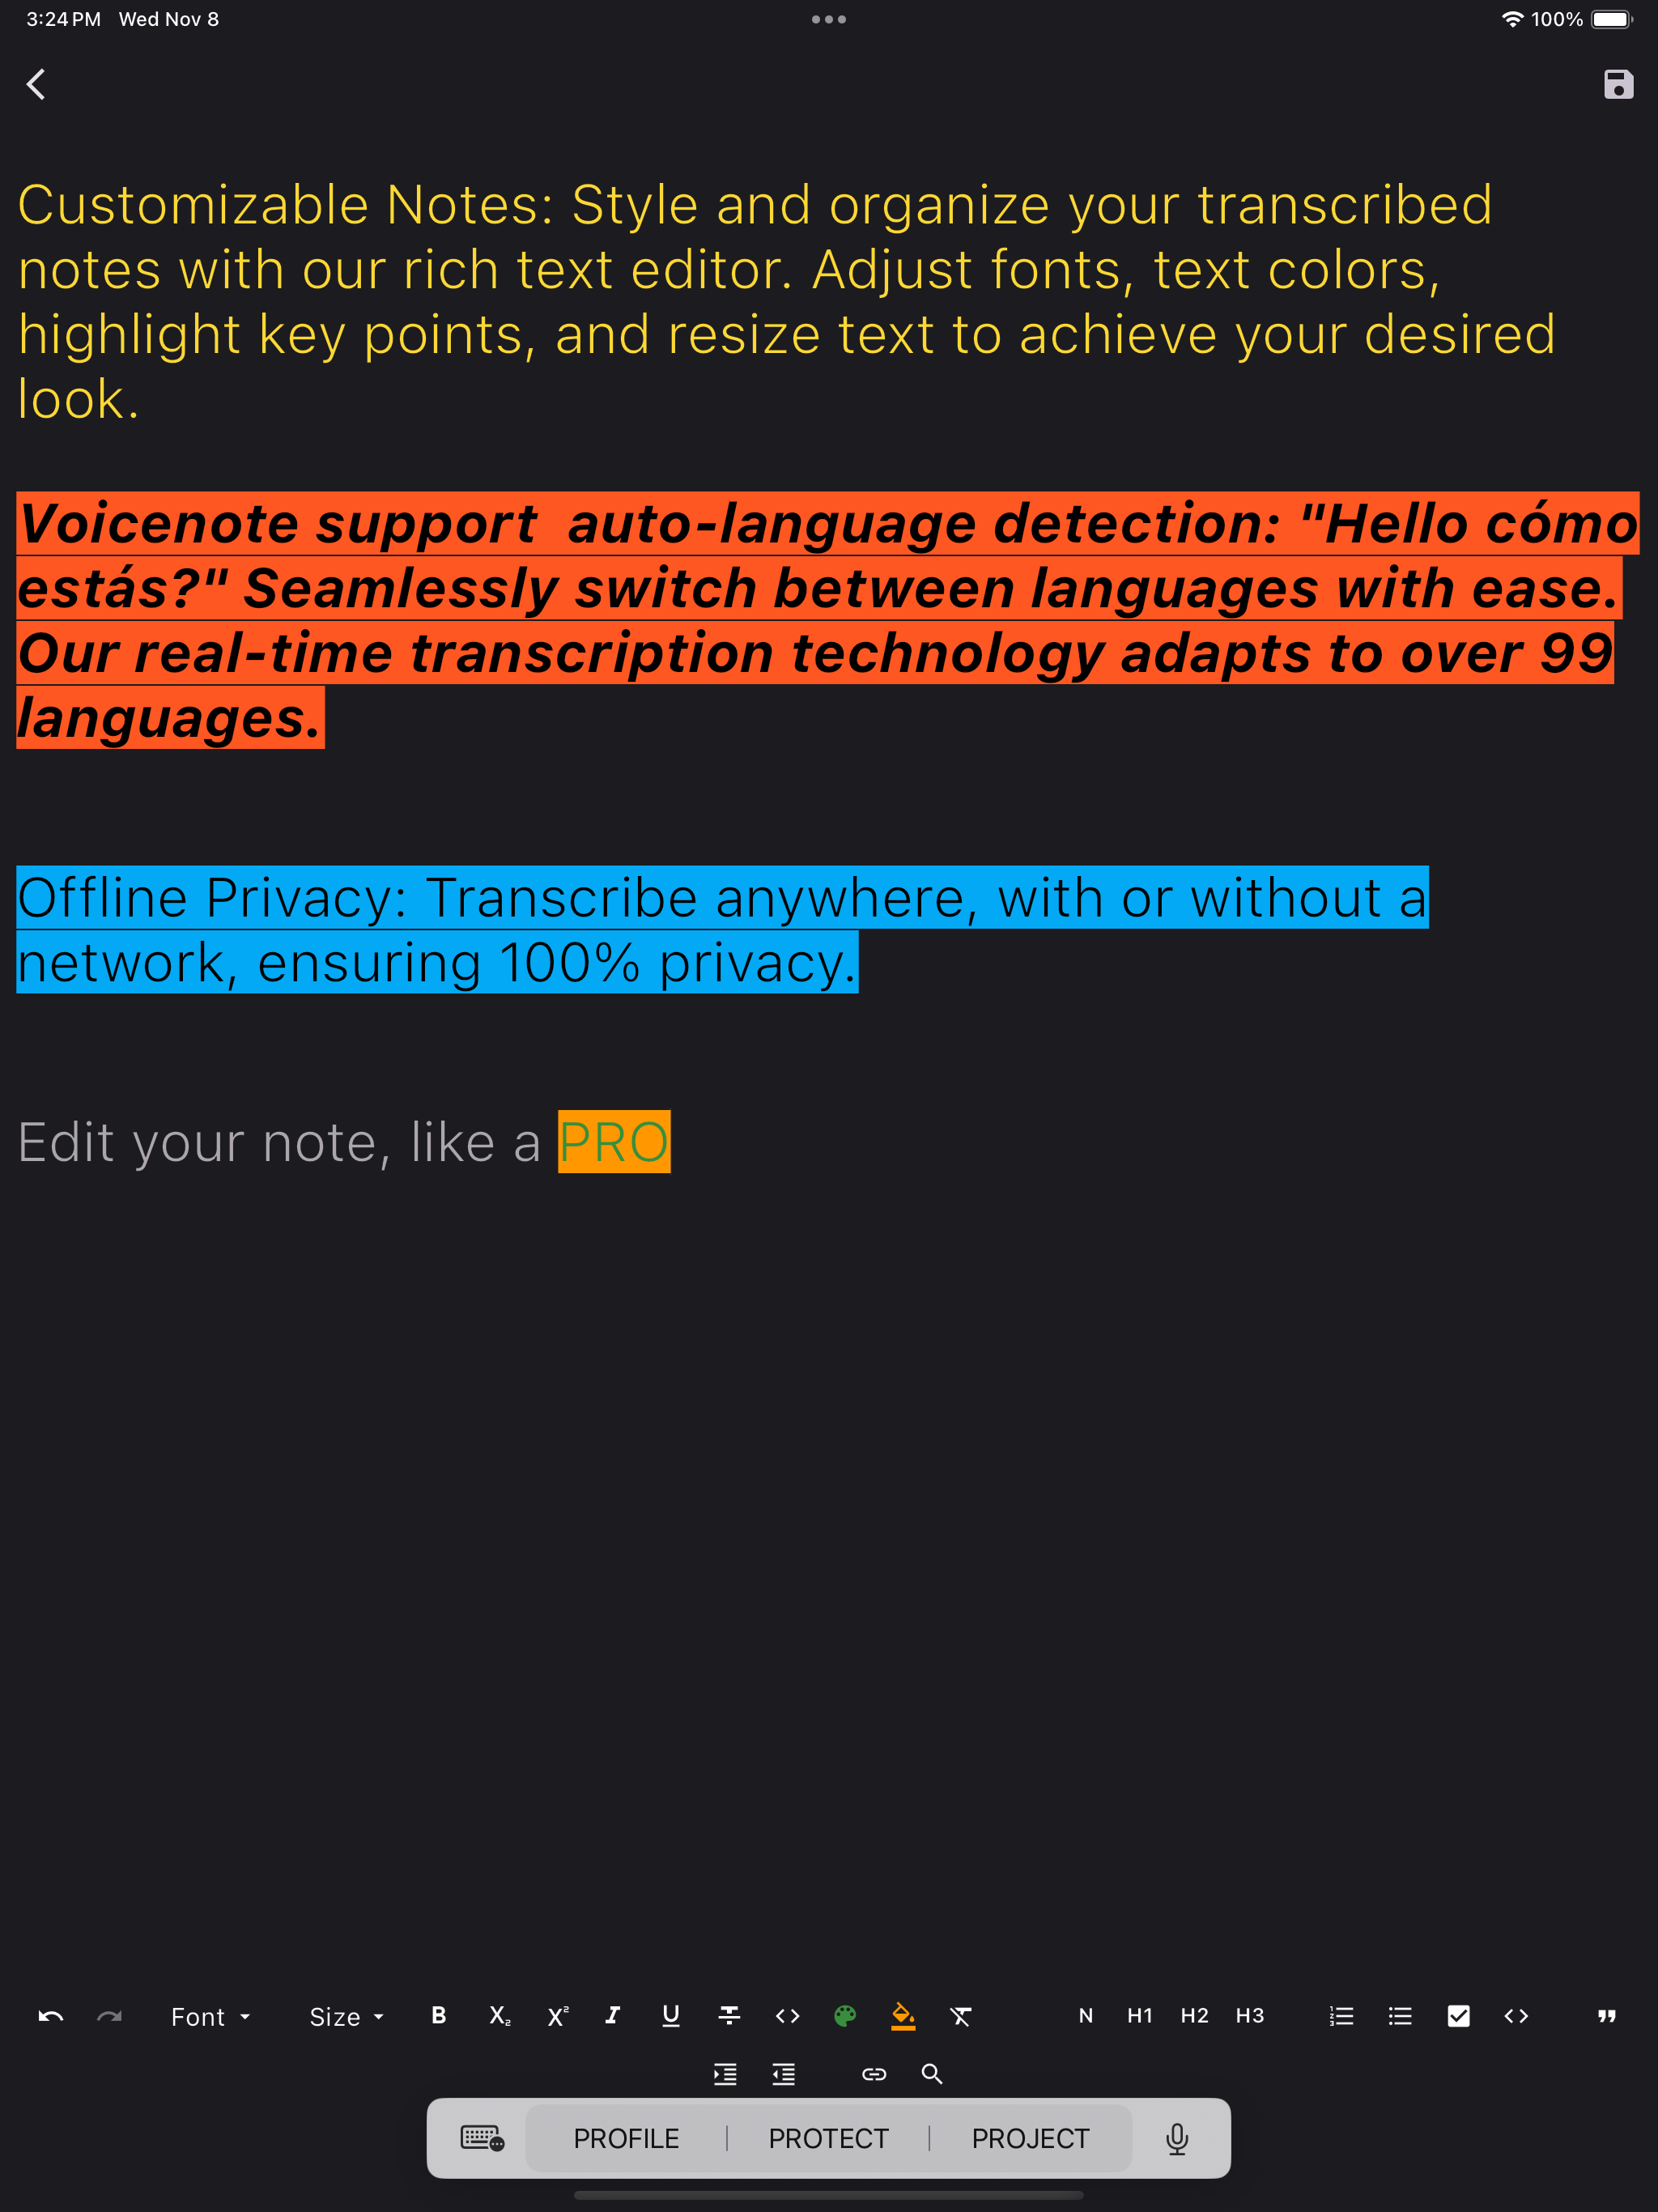 3:24 PM Wed Nov 8
100%
Customizable Notes: Style and organize your transcribed
notes with our rich text editor. Adjust fonts, text colors,
highlight key points, and resize text to achieve your desired
look.
Voicenote support  auto-language detection: "Hello cómo
estás?" Seamlessly switch between languages with ease.
Our real-time transcription technology adapts to over 99
languages.
Offline Privacy: Transcribe anywhere, with or without a
network, ensuring 100% privacy.
Edit your note, like a PRO
Font Size B X₂ X² I U N H1 H2 H3
PROFILE PROTECT PROJECT